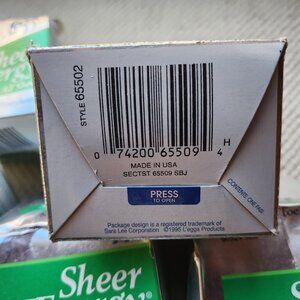 Sheer
STYLE 65502
0 74200 65509 4
H
MADE IN USA
SECTST 65509 SBJ
PRESS
TO OPEN
CONTENTS: ONE PAIR
Package design is a registered trademark of
Sara Lee Corporation ©1995 L'eggs Products
Sheer
Sheer